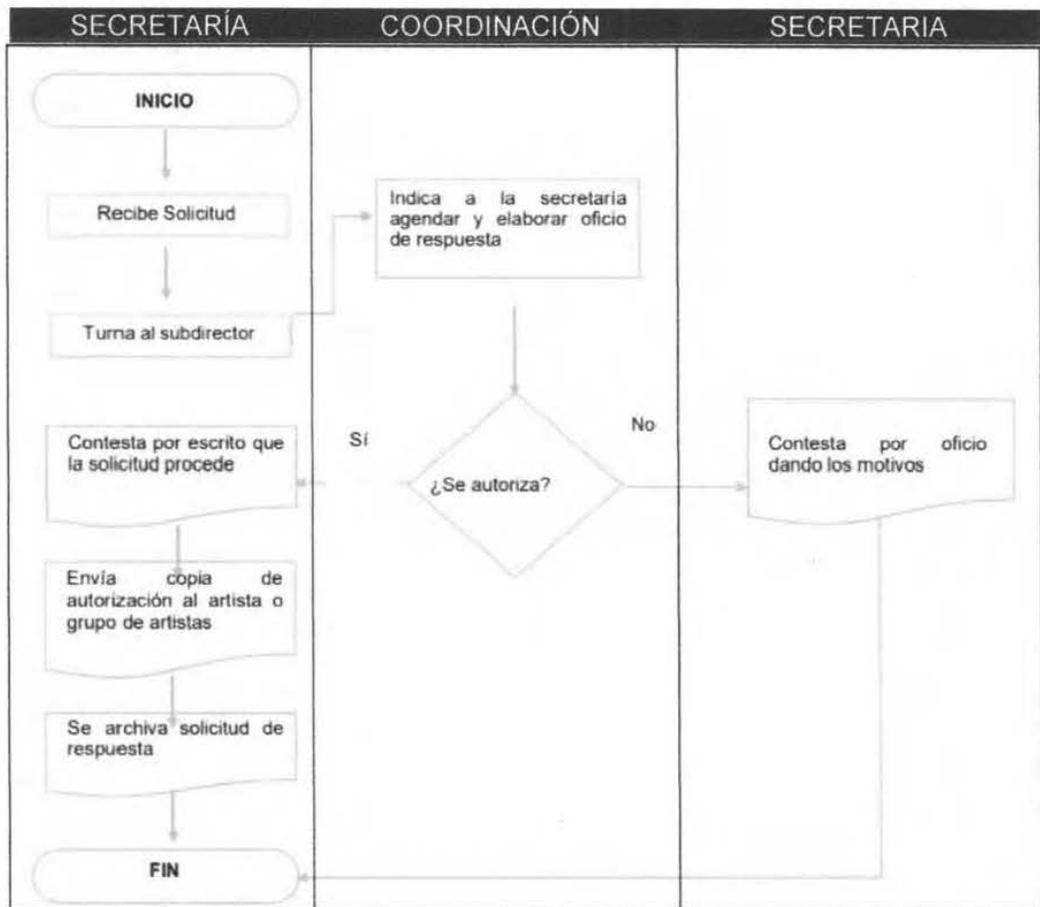 SECRETARÍA
COORDINACIÓN
SECRETARIA
INICIO
Recibe Solicitud
Turna al subdirector
Indica a la secretaría
agendar y elaborar oficio
de respuesta
¿Se autoriza?
Sí
No
Contesta por escrito que
la solicitud procede
Contesta por oficio
dando los motivos
Envía copia de
autorización al artista o
grupo de artistas
Se archiva solicitud de
respuesta
FIN